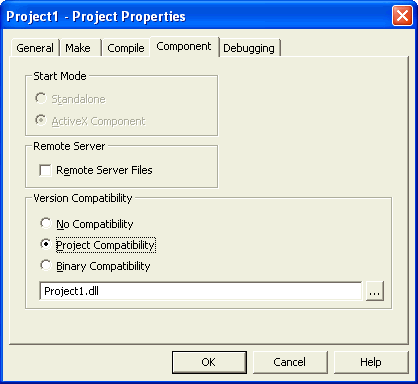 Project1 - Project Properties
General Make Compile Component Debugging
Start Mode
Standalone
ActiveX Component
Remote Server
Remote Server Files
Version Compatibility
No Compatibility
Project Compatibility
Binary Compatibility
Project1.dll ...
OK Cancel Help